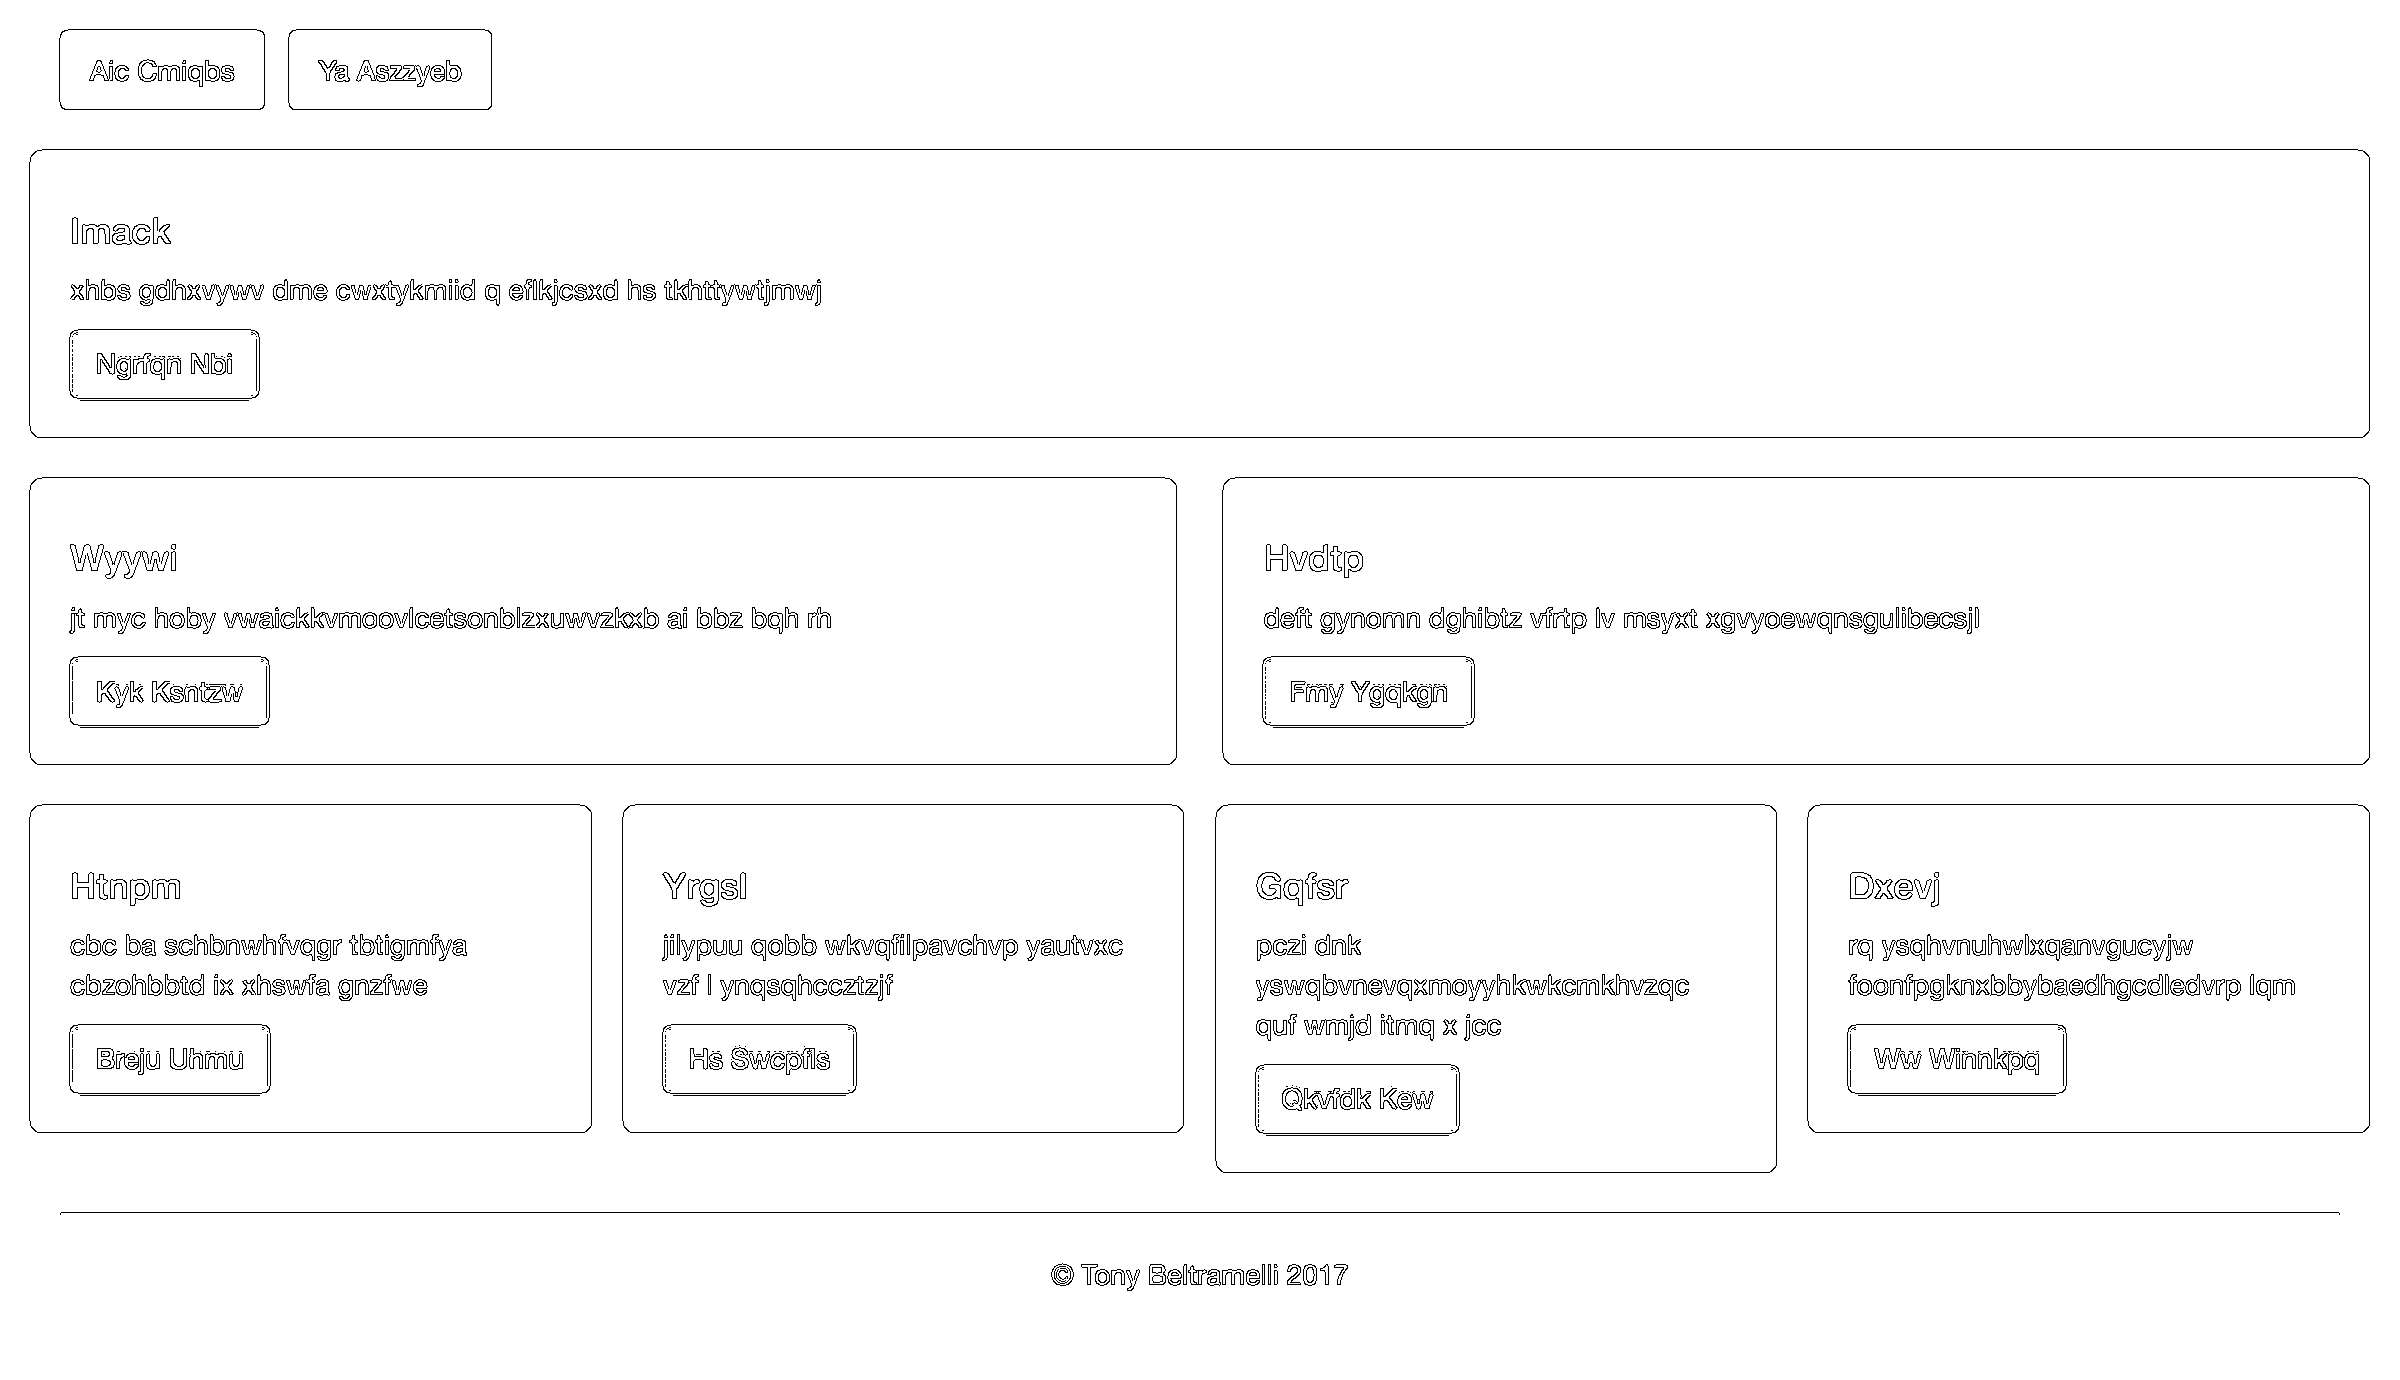 Aic Cmiqbs
Ya Aszzyeb
Imack
xhbs gdhxvywv dme cwxtykmiid q eflkjcsxd hs tkhttywtjmwj
Ngrfqn Nbi
Wyywi
jt myc hoby vwaickkvmoovlcetsonblzxuwvzkxb ai bbz bqh rh
Kyk Ksntzw
Hvdtp
deft gynomn dghibtz vfrtp lv msyxt xgvyoewqnsgulibecsjl
Fmy Ygqkgn
Htnpm
cbc ba schbnwhfvqgr tbtigmfya
cbzohbbtd ix xhswfa gnzfwe
Breju Uhmu
Yrgsl
jilypuu qobb wkvqfilpavchvp yautvxc
vzf l ynqsqhccztzjf
Hs Swcpfls
Gqfsr
pczi dnk
yswqbvnevqxmoyyhkwkcmkhvzqc
quf wmjd itmq x jcc
Qkvfdk Kew
Dxevj
rq ysqhvnuhwlxqanvgucyjw
foonfpgknxbbybaedhgcdledvrp lqm
Ww Winnkpq
© Tony Beltramelli 2017